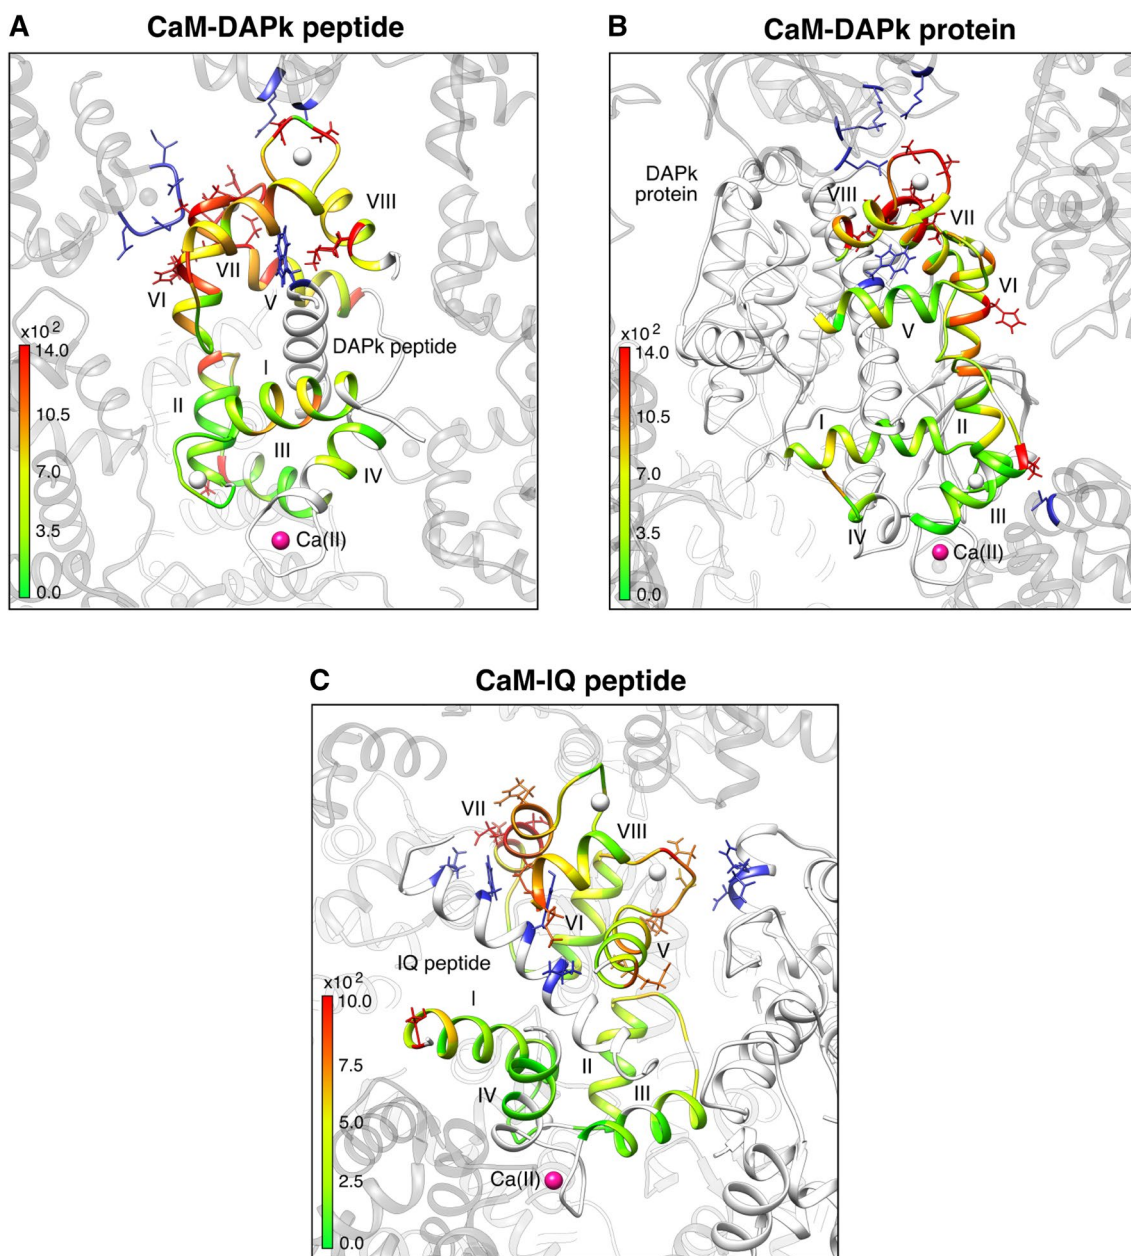 A
CaM-DAPk peptide
VIII
VII
VI
V
x10²
14.0
10.5
7.0
3.5
0.0
DAPk peptide
I
II
III
IV
Ca(II)
B
CaM-DAPk protein
DAPk
protein
VIII
VII
VI
V
x10²
14.0
10.5
7.0
3.5
0.0
I
II
III
IV
Ca(II)
C
CaM-IQ peptide
VII
VIII
VI
V
IQ peptide
x10²
10.0
7.5
5.0
2.5
0.0
I
II
IV
III
Ca(II)